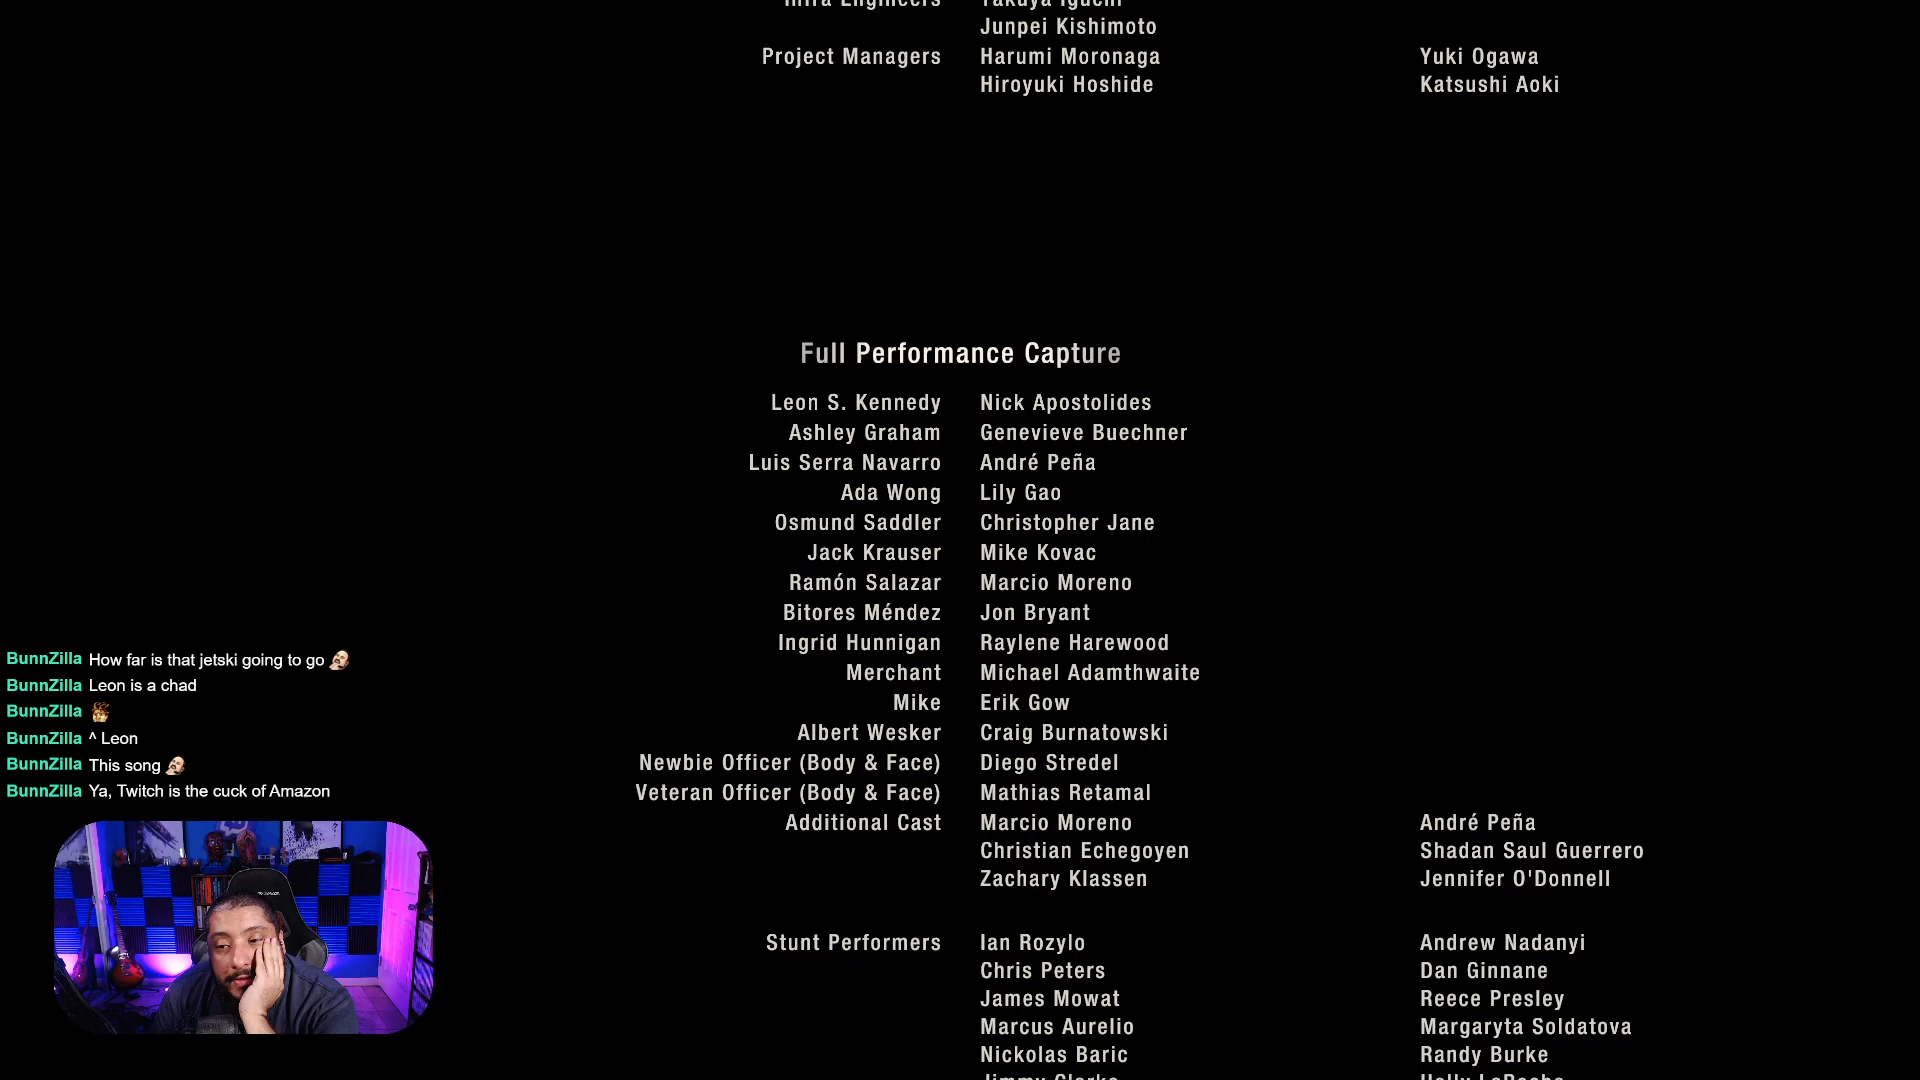 Infra Engineers Takuya Iguchi
Junpei Kishimoto
Project Managers Harumi Moronaga Yuki Ogawa
Hiroyuki Hoshide Katsushi Aoki
Full Performance Capture
Leon S. Kennedy Nick Apostolides
Ashley Graham Genevieve Buechner
Luis Serra Navarro André Peña
Ada Wong Lily Gao
Osmund Saddler Christopher Jane
Jack Krauser Mike Kovac
Ramón Salazar Marcio Moreno
Bitores Méndez Jon Bryant
Ingrid Hunnigan Raylene Harewood
Merchant Michael Adamthwaite
Mike Erik Gow
Albert Wesker Craig Burnatowski
Newbie Officer (Body & Face) Diego Stredel
Veteran Officer (Body & Face) Mathias Retamal
Additional Cast Marcio Moreno André Peña
Christian Echegoyen Shadan Saul Guerrero
Zachary Klassen Jennifer O'Donnell
Stunt Performers Ian Rozylo Andrew Nadanyi
Chris Peters Dan Ginnane
James Mowat Reece Presley
Marcus Aurelio Margaryta Soldatova
Nickolas Baric Randy Burke
BunnZilla How far is that jetski going to go
BunnZilla Leon is a chad
BunnZilla
BunnZilla ^ Leon
BunnZilla This song
BunnZilla Ya, Twitch is the cuck of Amazon